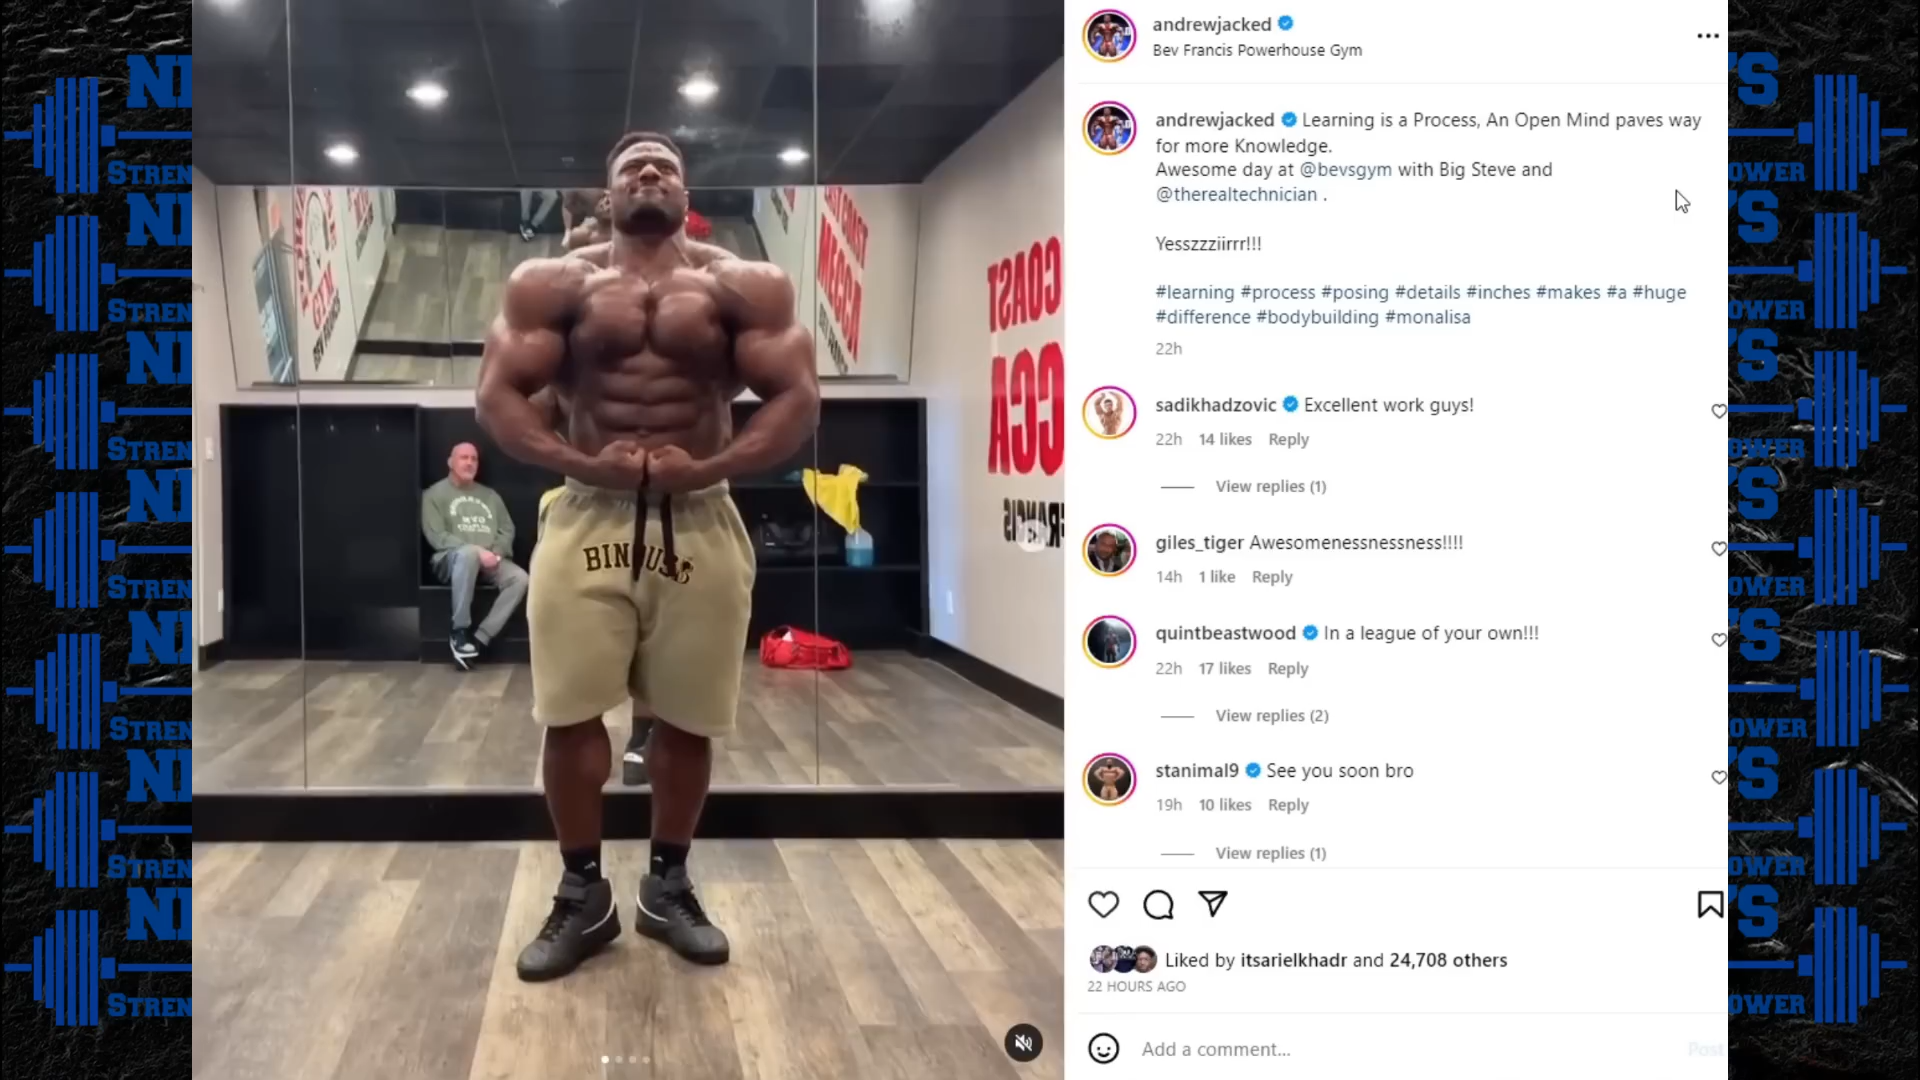 andrewjacked
Bev Francis Powerhouse Gym
andrewjacked Learning is a Process, An Open Mind paves way
for more Knowledge.
Awesome day at @bevsgym with Big Steve and
@therealtechnician .
Yesszzziirrr!!!
#learning #process #posing #details #inches #makes #a #huge
#difference #bodybuilding #monalisa
22h
sadikhadzovic Excellent work guys!
22h 14 likes Reply
View replies (1)
giles_tiger Awesomenessnessness!!!!
14h 1 like Reply
quintbeastwood In a league of your own!!!
22h 17 likes Reply
View replies (2)
stanimal9 See you soon bro
19h 10 likes Reply
View replies (1)
Liked by itsarielkhadr and 24,708 others
22 HOURS AGO
Add a comment...
Post
COAST
GYM
STREN
OWER